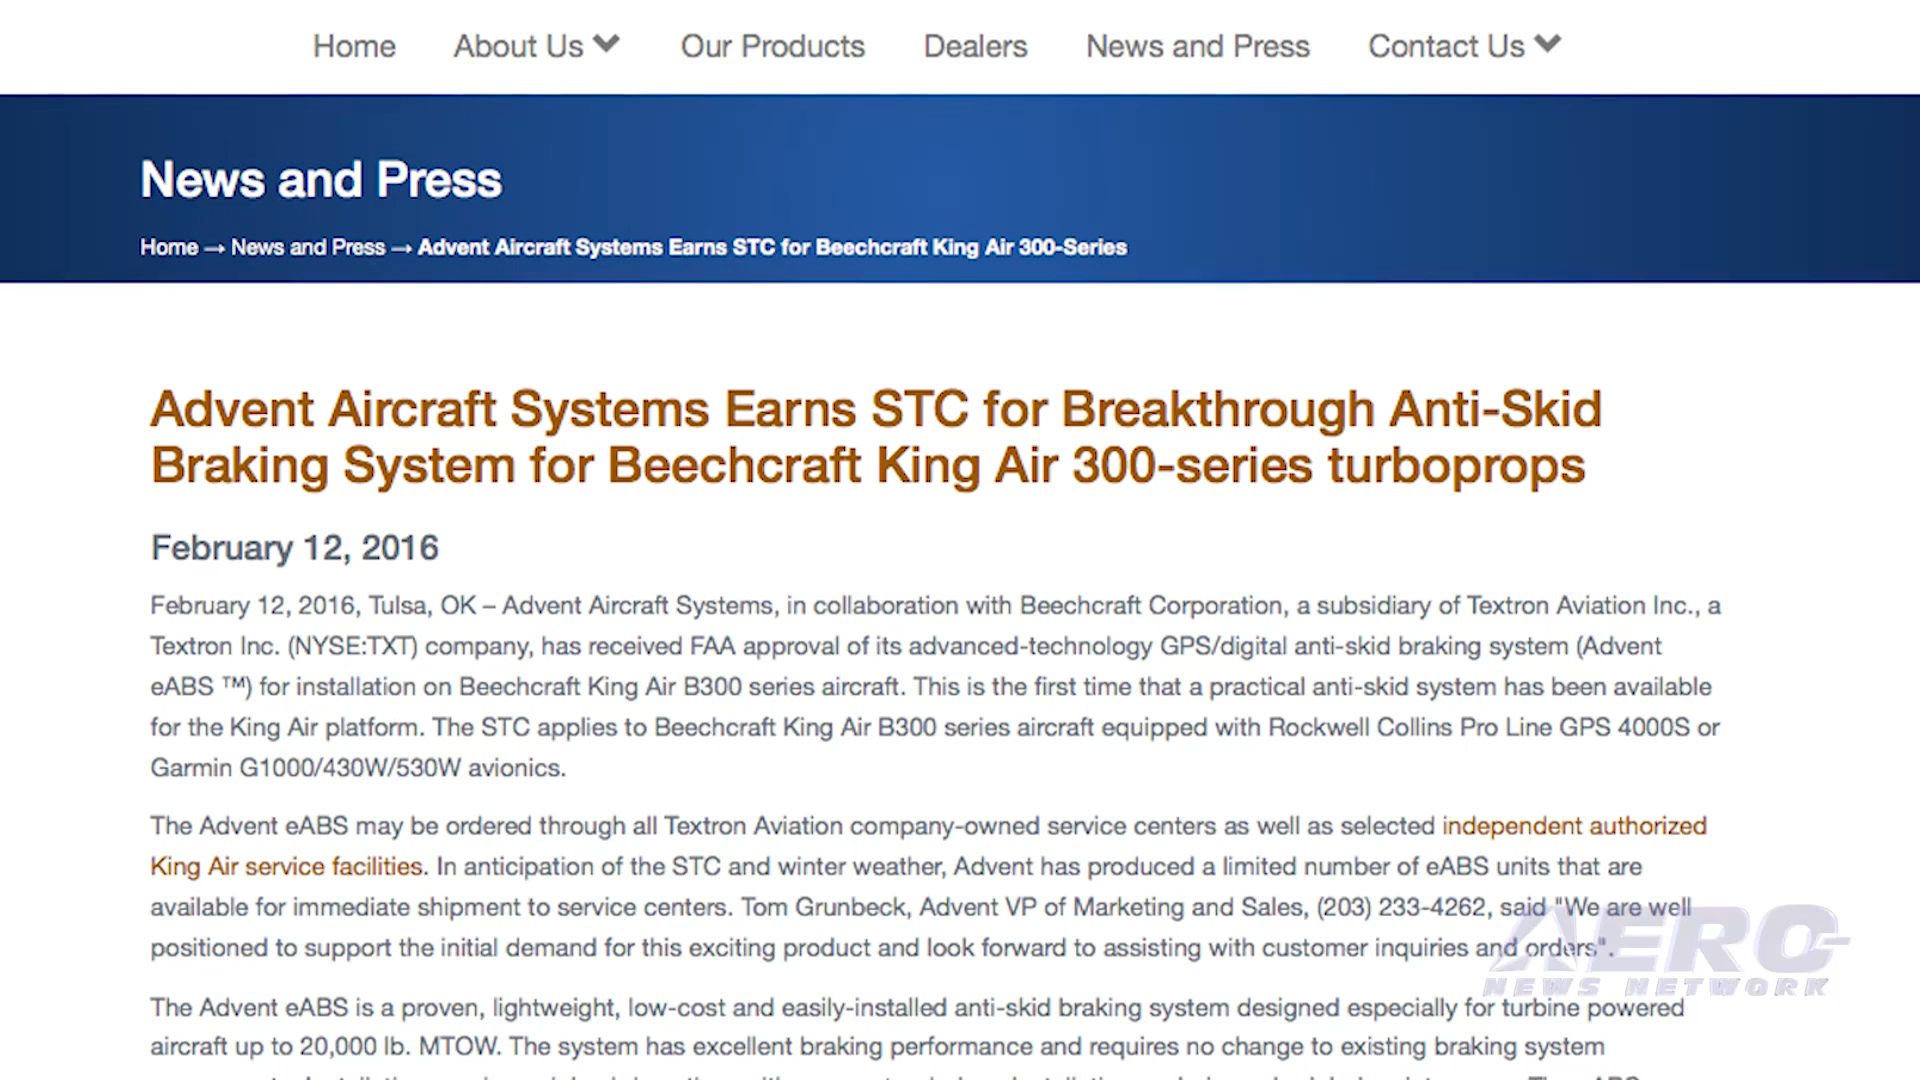 Home About Us Our Products Dealers News and Press Contact Us
News and Press
Home → News and Press → Advent Aircraft Systems Earns STC for Beechcraft King Air 300-Series
Advent Aircraft Systems Earns STC for Breakthrough Anti-Skid
Braking System for Beechcraft King Air 300-series turboprops
February 12, 2016
February 12, 2016, Tulsa, OK – Advent Aircraft Systems, in collaboration with Beechcraft Corporation, a subsidiary of Textron Aviation Inc., a
Textron Inc. (NYSE:TXT) company, has received FAA approval of its advanced-technology GPS/digital anti-skid braking system (Advent
eABS ™) for installation on Beechcraft King Air B300 series aircraft. This is the first time that a practical anti-skid system has been available
for the King Air platform. The STC applies to Beechcraft King Air B300 series aircraft equipped with Rockwell Collins Pro Line GPS 4000S or
Garmin G1000/430W/530W avionics.
The Advent eABS may be ordered through all Textron Aviation company-owned service centers as well as selected independent authorized
King Air service facilities. In anticipation of the STC and winter weather, Advent has produced a limited number of eABS units that are
available for immediate shipment to service centers. Tom Grunbeck, Advent VP of Marketing and Sales, (203) 233-4262, said "We are well
positioned to support the initial demand for this exciting product and look forward to assisting with customer inquiries and orders".
AERO
NEWS NETWORK
The Advent eABS is a proven, lightweight, low-cost and easily-installed anti-skid braking system designed especially for turbine powered
aircraft up to 20,000 lb. MTOW. The system has excellent braking performance and requires no change to existing braking system